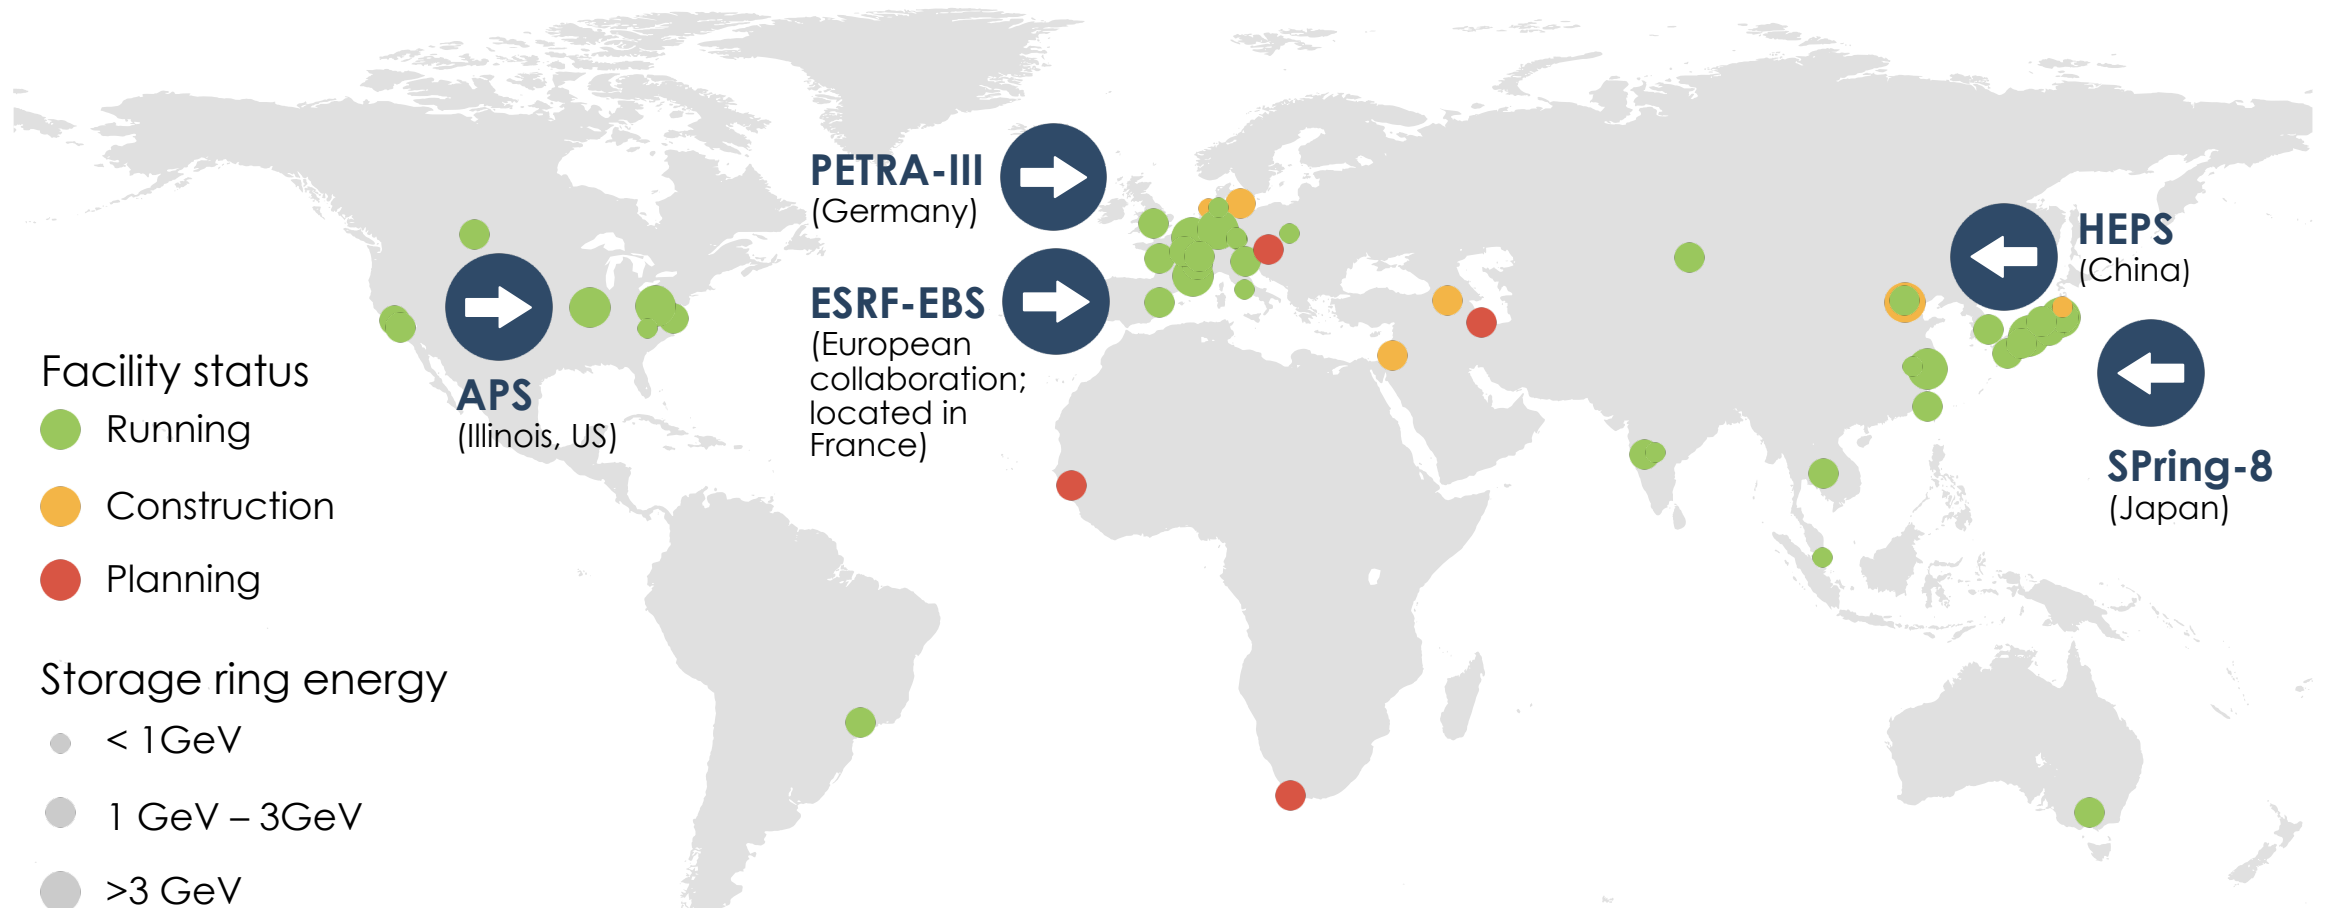 PETRA-III
(Germany)
HEPS
(China)
ESRF-EBS
(European
collaboration;
located in
France)
Facility status
Running
APS
(Illinois, US)
SPring-8
(Japan)
Construction
Planning
Storage ring energy
< 1GeV
1 GeV – 3GeV
>3 GeV